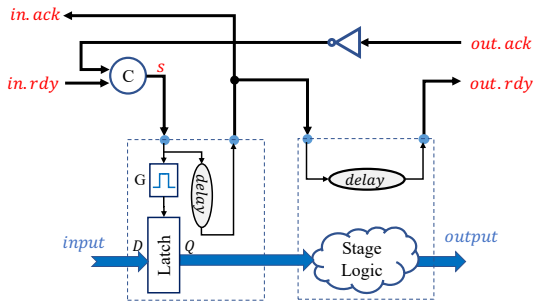 in.ack
out.ack
in.rdy
C
s
out.rdy
G
delay
delay
input
D
Q
Latch
Stage
Logic
output